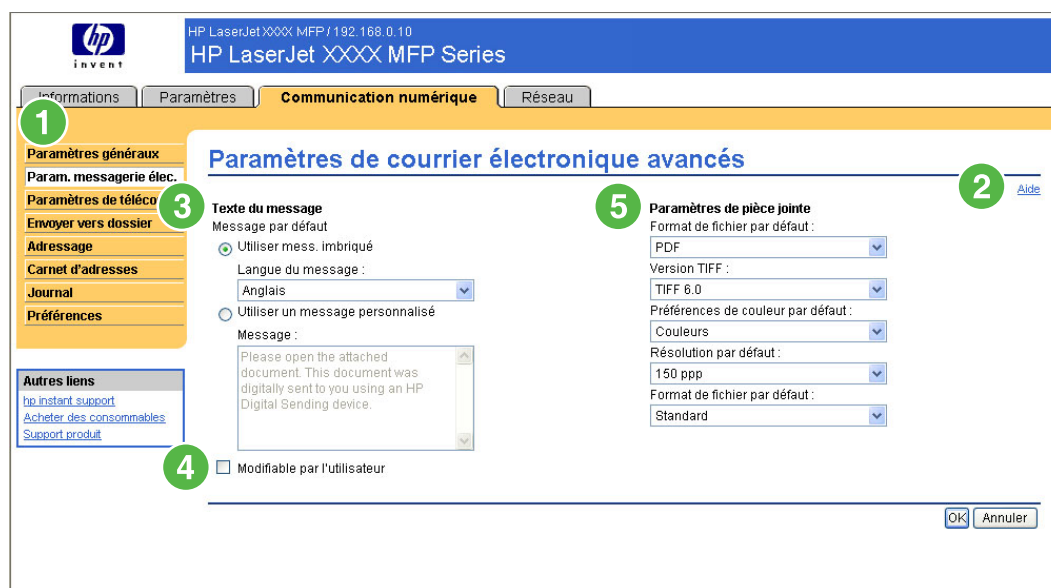 hp
invent
HP LaserJet XXXX MFP / 192.168.0.10
HP LaserJet XXXX MFP Series
Informations
Paramètres
Communication numérique
Réseau
1
Paramètres généraux
Param. messagerie élec.
Paramètres de téléco
Envoyer vers dossier
Adressage
Carnet d'adresses
Journal
Préférences
Autres liens
hp instant support
Acheter des consommables
Support produit
Paramètres de courrier électronique avancés
2
Aide
3
Texte du message
Message par défaut
Utiliser mess. imbriqué
Langue du message :
Anglais
Utiliser un message personnalisé
Message :
Please open the attached
document. This document was
digitally sent to you using an HP
Digital Sending device.
4
Modifiable par l'utilisateur
5
Paramètres de pièce jointe
Format de fichier par défaut :
PDF
Version TIFF :
TIFF 6.0
Préférences de couleur par défaut :
Couleurs
Résolution par défaut :
150 ppp
Format de fichier par défaut :
Standard
OK
Annuler